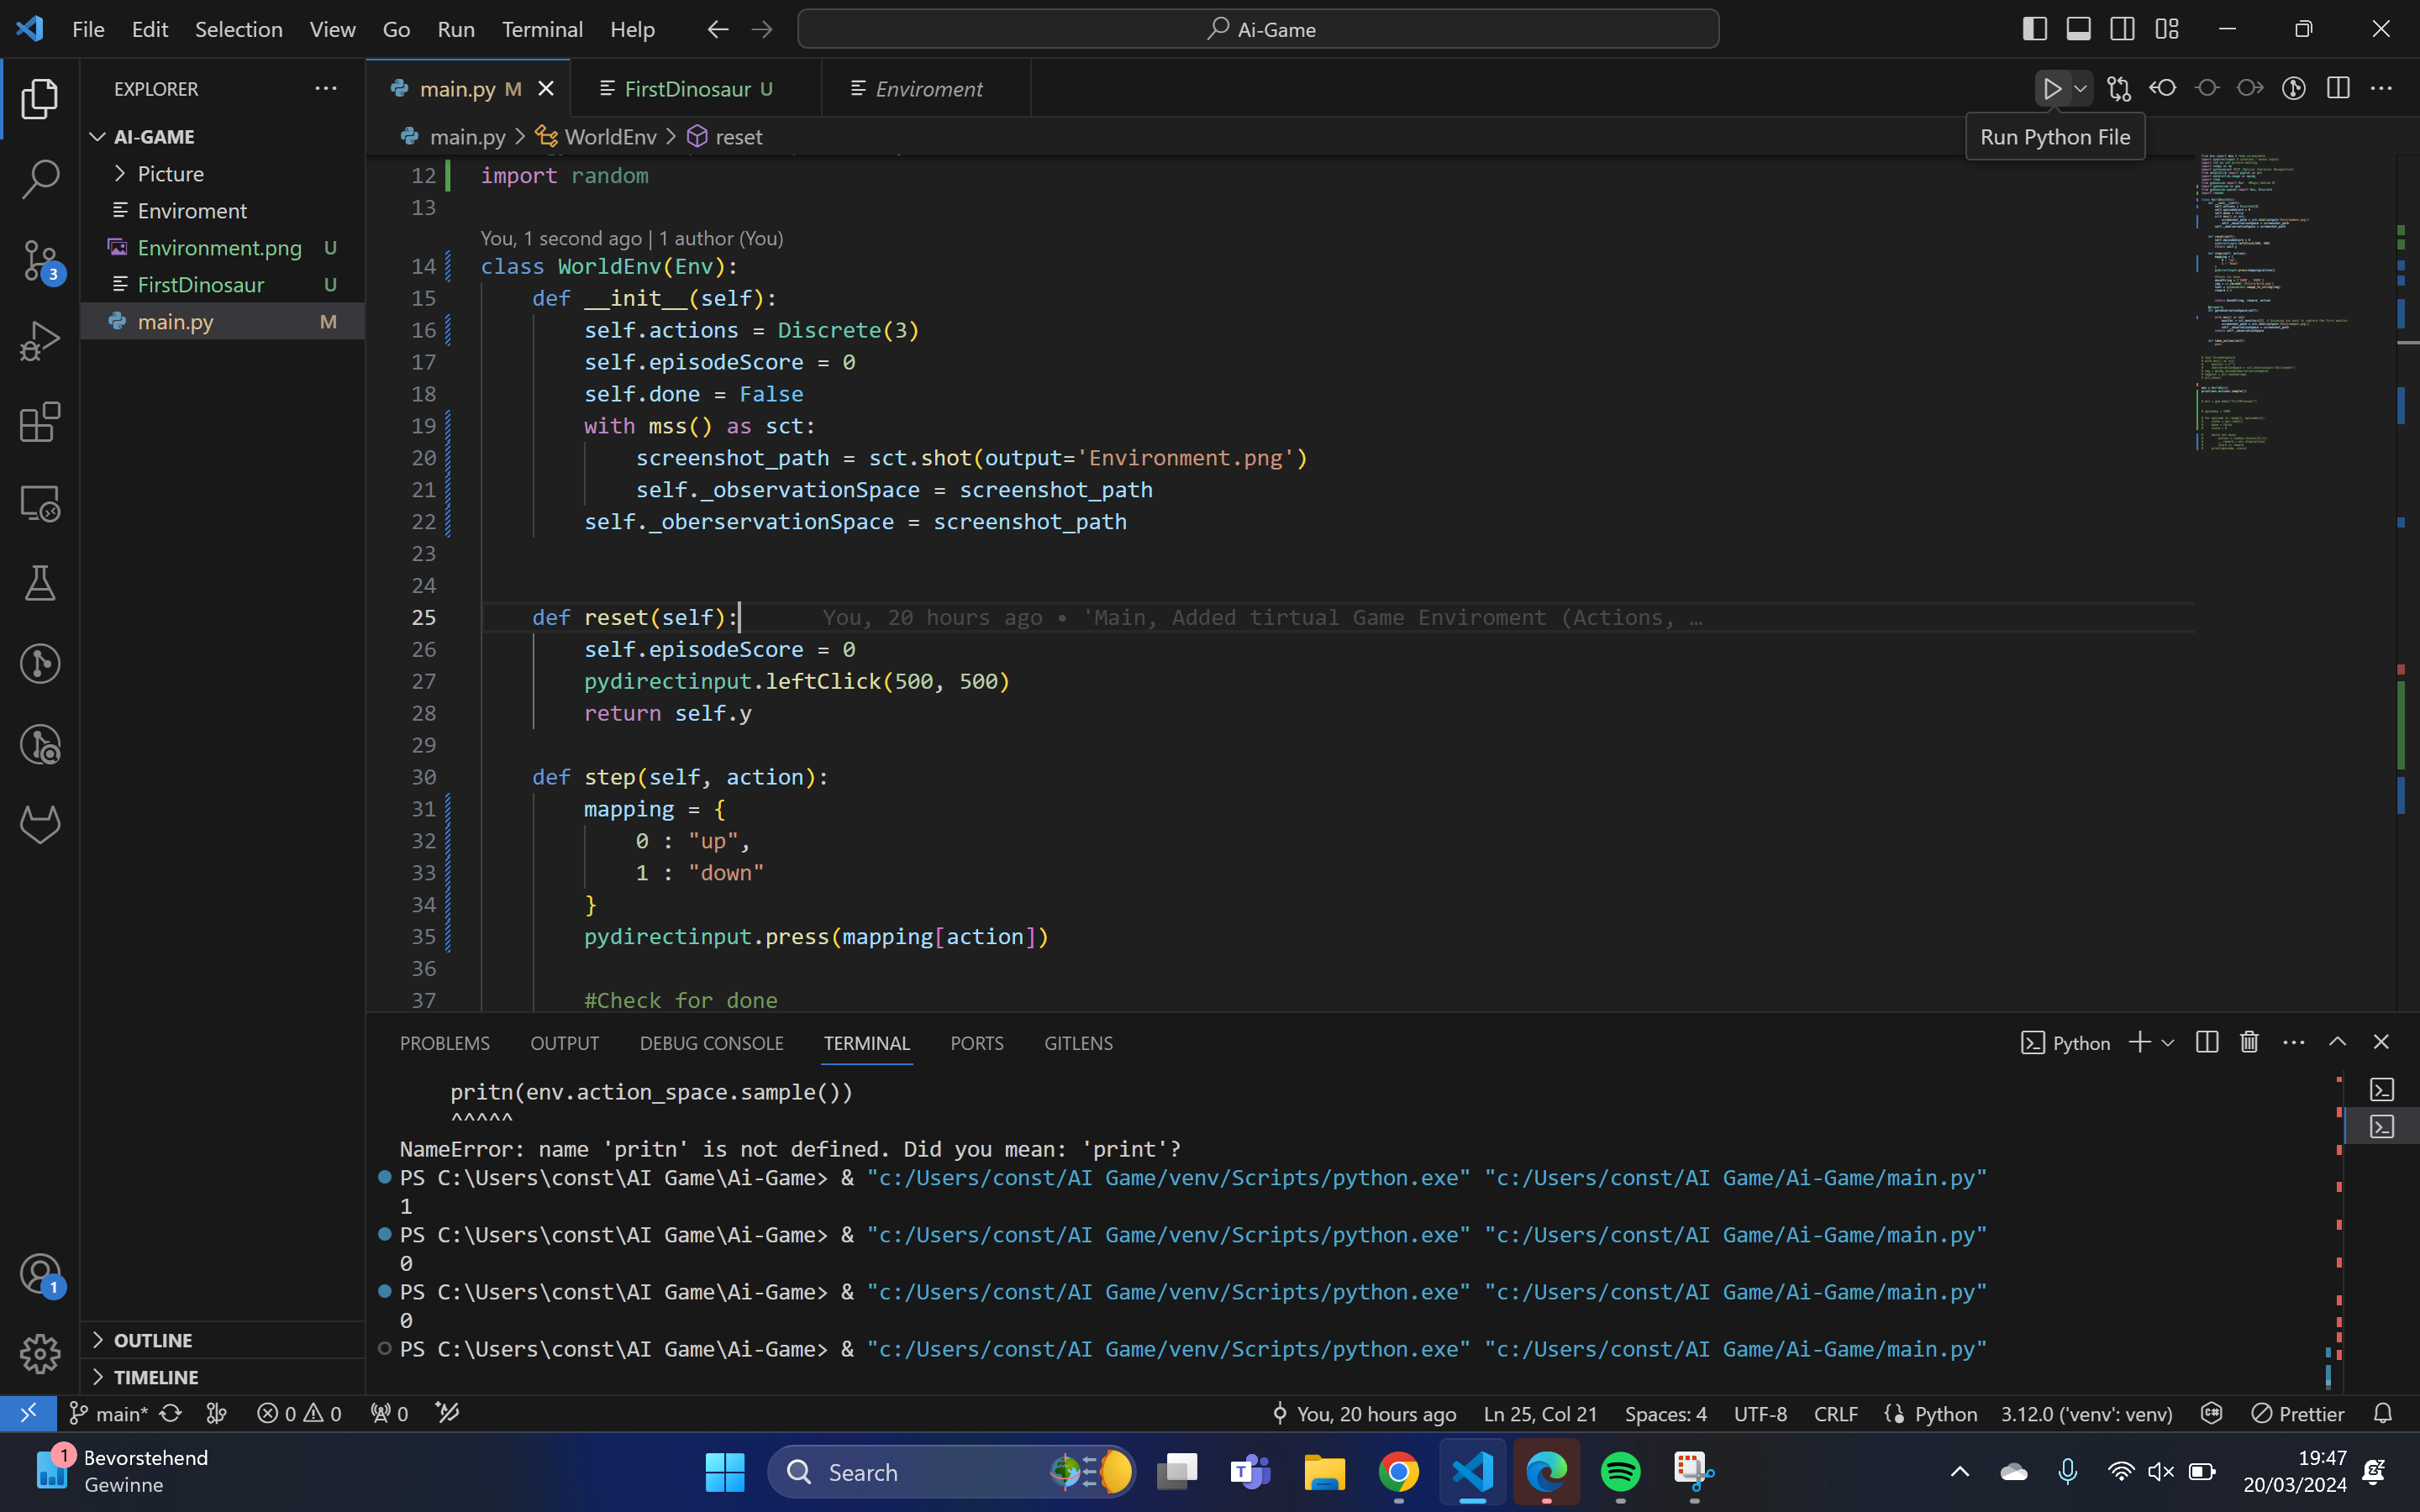 File Edit Selection View Go Run Terminal Help Ai-Game
EXPLORER
AI-GAME
Picture
Enviroment
Environment.png U
FirstDinosaur U
main.py M
OUTLINE
TIMELINE
main.py M FirstDinosaur U Enviroment
main.py > WorldEnv > reset
Run Python File
12 import random
13
You, 1 second ago | 1 author (You)
14 class WorldEnv(Env):
15 def __init__(self):
16 self.actions = Discrete(3)
17 self.episodeScore = 0
18 self.done = False
19 with mss() as sct:
20 screenshot_path = sct.shot(output='Environment.png')
21 self._observationSpace = screenshot_path
22 self._oberservationSpace = screenshot_path
23
24
25 def reset(self): You, 20 hours ago • 'Main, Added tirtual Game Enviroment (Actions, …
26 self.episodeScore = 0
27 pydirectinput.leftClick(500, 500)
28 return self.y
29
30 def step(self, action):
31 mapping = {
32 0 : "up",
33 1 : "down"
34 }
35 pydirectinput.press(mapping[action])
36
37 #Check for done
PROBLEMS OUTPUT DEBUG CONSOLE TERMINAL PORTS GITLENS Python
pritn(env.action_space.sample())
^^^^^
NameError: name 'pritn' is not defined. Did you mean: 'print'?
PS C:\Users\const\AI Game\Ai-Game> & "c:/Users/const/AI Game/venv/Scripts/python.exe" "c:/Users/const/AI Game/Ai-Game/main.py"
1
PS C:\Users\const\AI Game\Ai-Game> & "c:/Users/const/AI Game/venv/Scripts/python.exe" "c:/Users/const/AI Game/Ai-Game/main.py"
0
PS C:\Users\const\AI Game\Ai-Game> & "c:/Users/const/AI Game/venv/Scripts/python.exe" "c:/Users/const/AI Game/Ai-Game/main.py"
0
PS C:\Users\const\AI Game\Ai-Game> & "c:/Users/const/AI Game/venv/Scripts/python.exe" "c:/Users/const/AI Game/Ai-Game/main.py"
3
1
main* 0 0 0 You, 20 hours ago Ln 25, Col 21 Spaces: 4 UTF-8 CRLF Python 3.12.0 ('venv': venv) Prettier
1 Bevorstehend
Gewinne
Search
19:47
20/03/2024